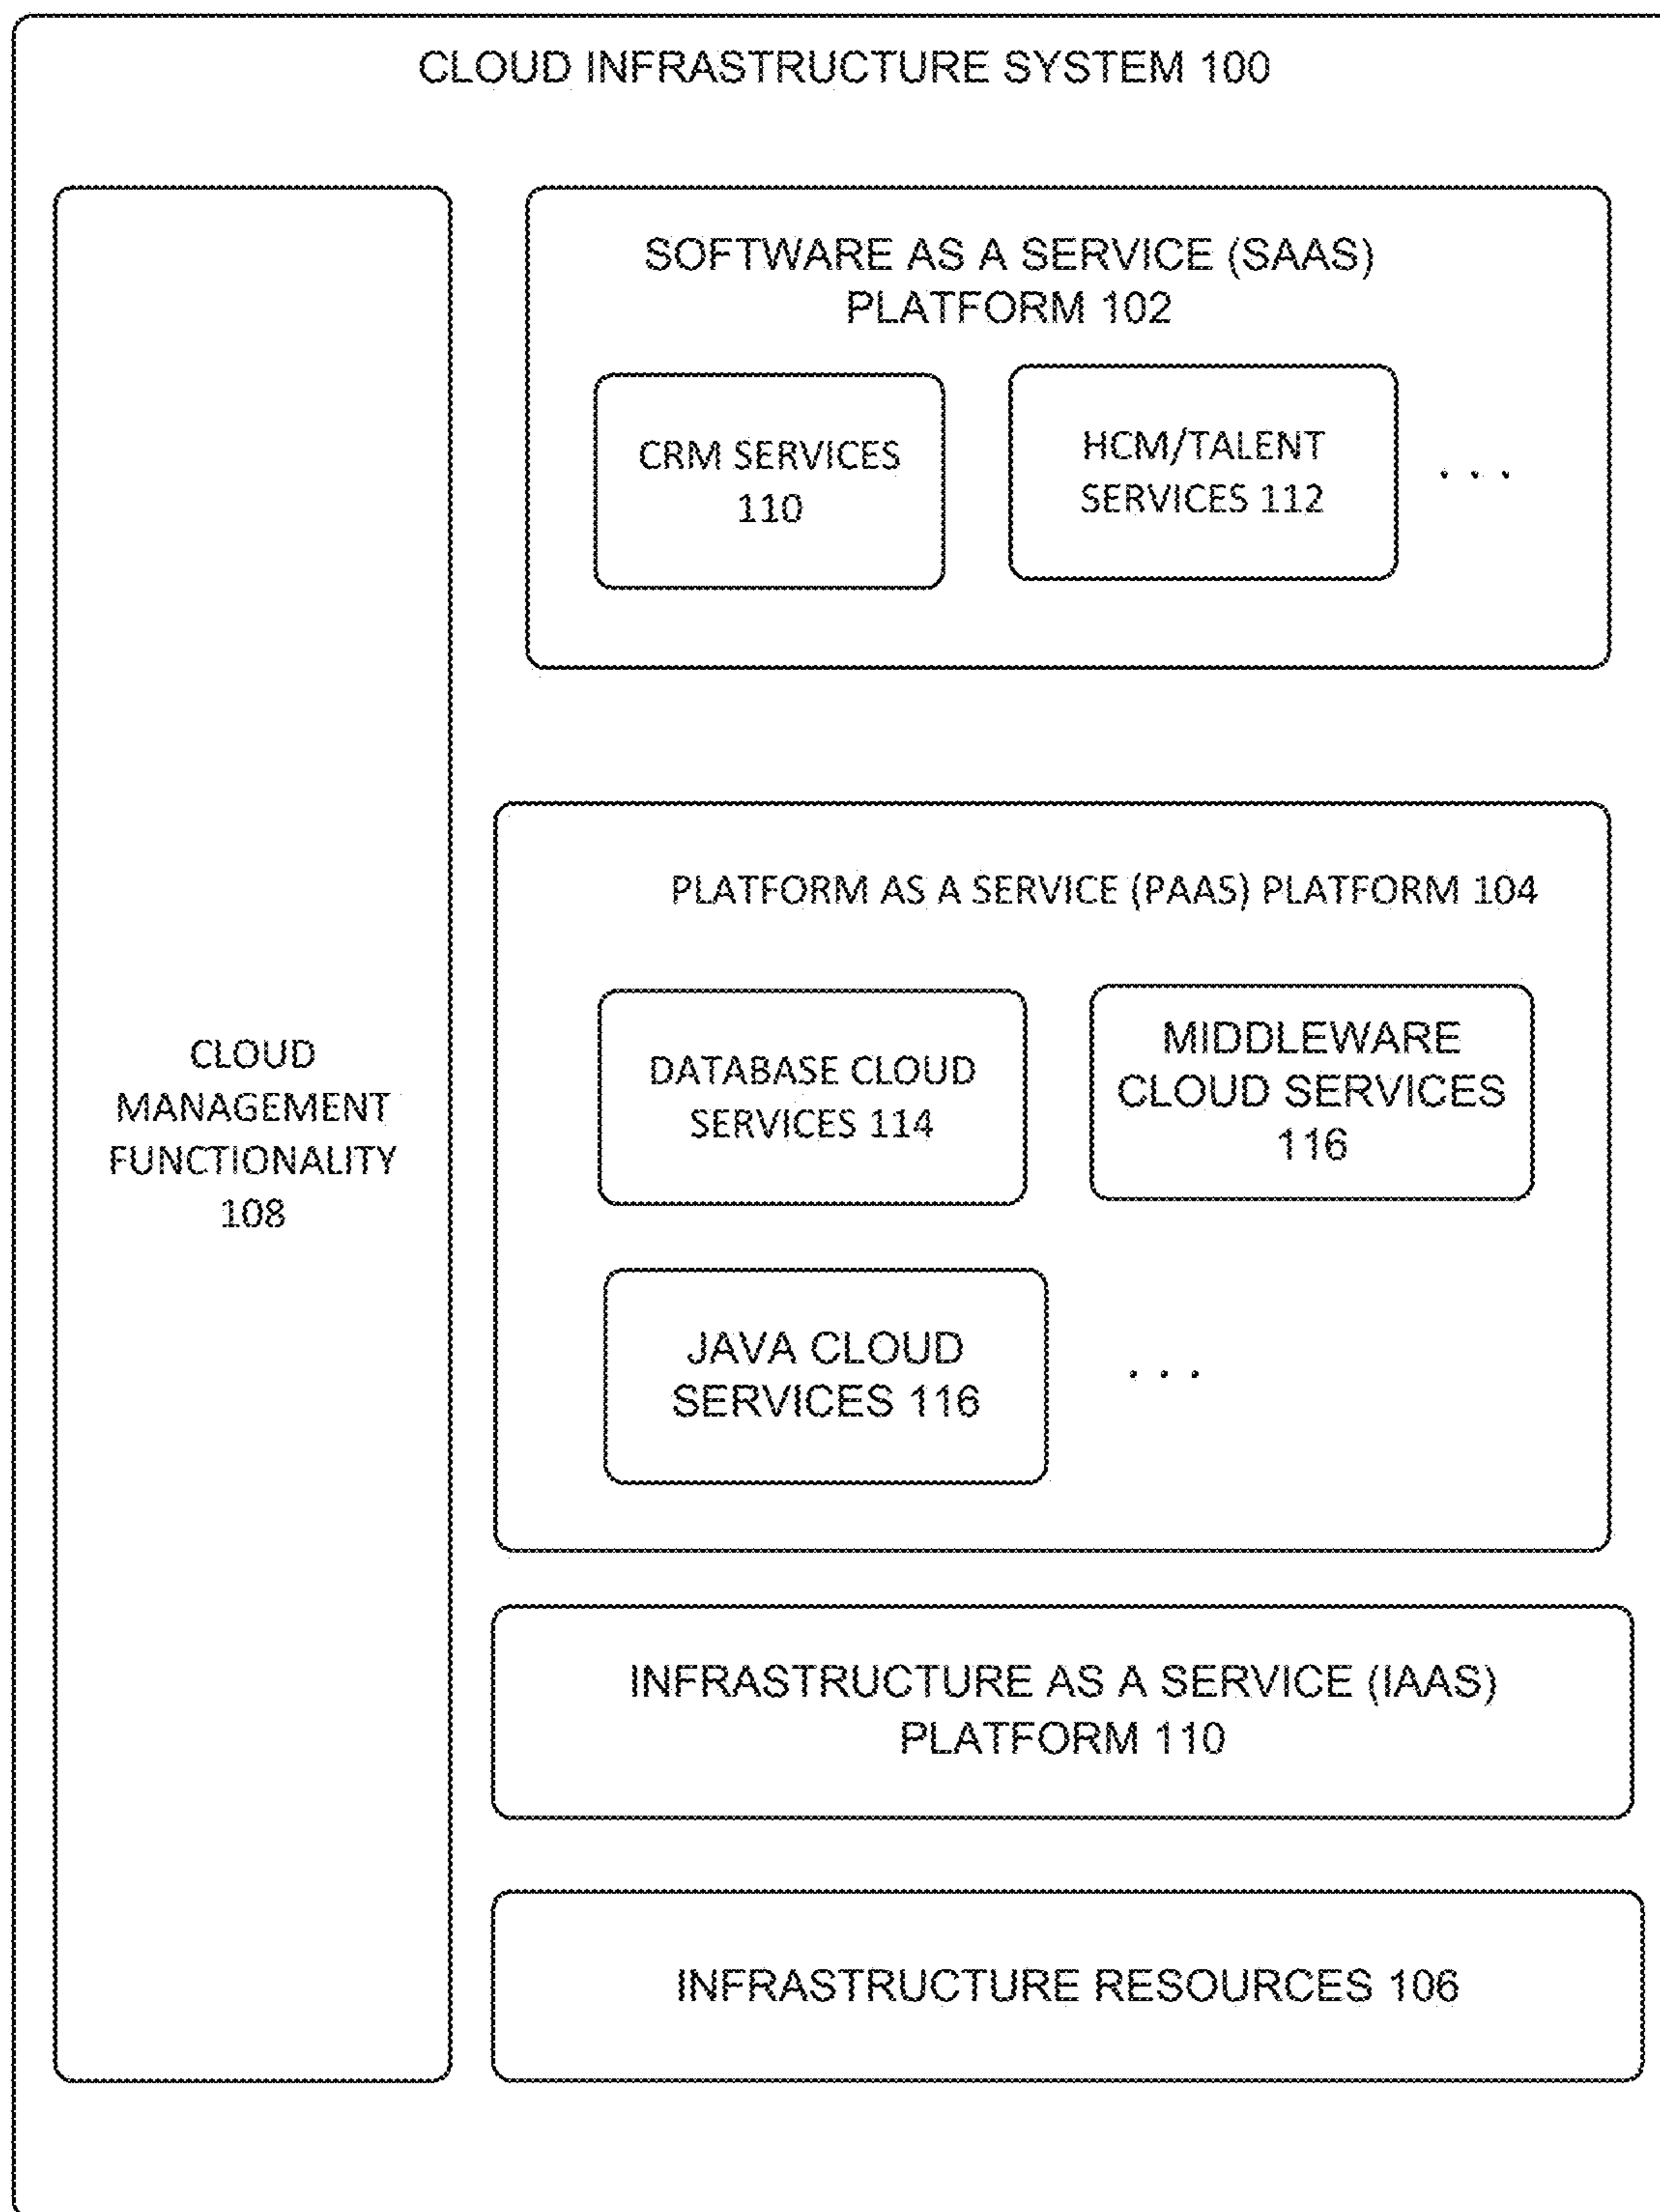 CLOUD INFRASTRUCTURE SYSTEM 100
SOFTWARE AS A SERVICE (SAAS)
PLATFORM 102
CRM SERVICES
110
HCM/TALENT
SERVICES 112
. . .
PLATFORM AS A SERVICE (PAAS) PLATFORM 104
DATABASE CLOUD
SERVICES 114
MIDDLEWARE
CLOUD SERVICES
116
CLOUD
MANAGEMENT
FUNCTIONALITY
108
JAVA CLOUD
SERVICES 116
. . .
INFRASTRUCTURE AS A SERVICE (IAAS)
PLATFORM 110
INFRASTRUCTURE RESOURCES 106